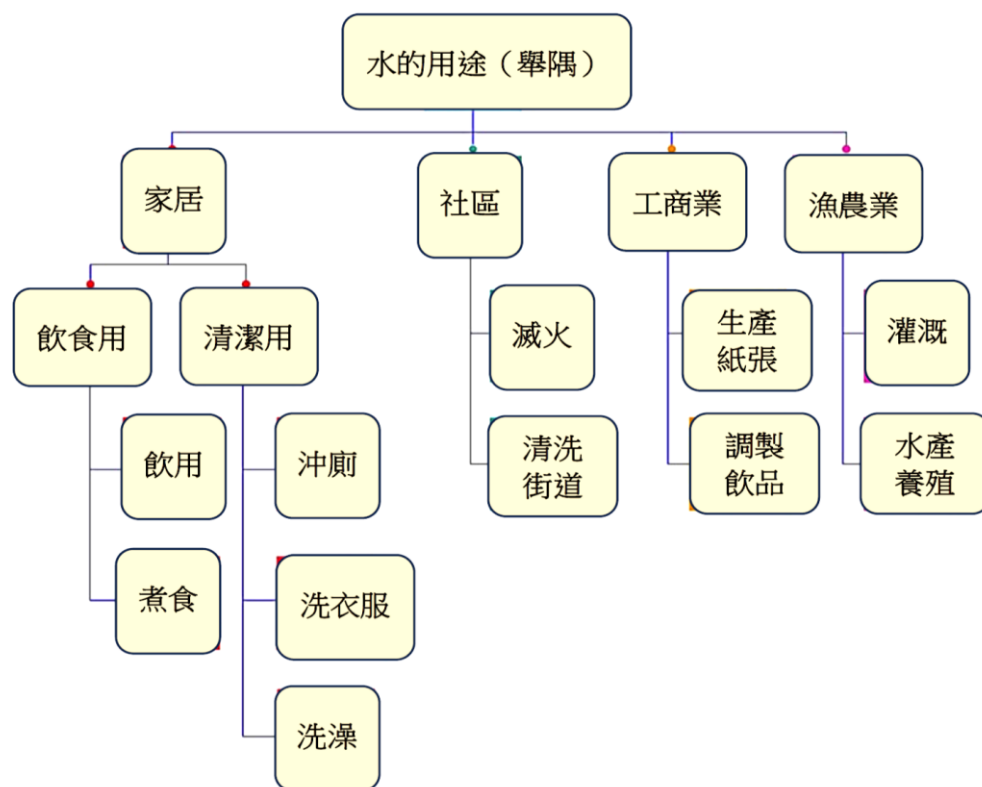 水的用途（舉隅）
家居
社區
工商業
漁農業
飲食用
清潔用
滅火
生產
紙張
灌溉
飲用
沖廁
清洗
街道
調製
飲品
水產
養殖
煮食
洗衣服
洗澡